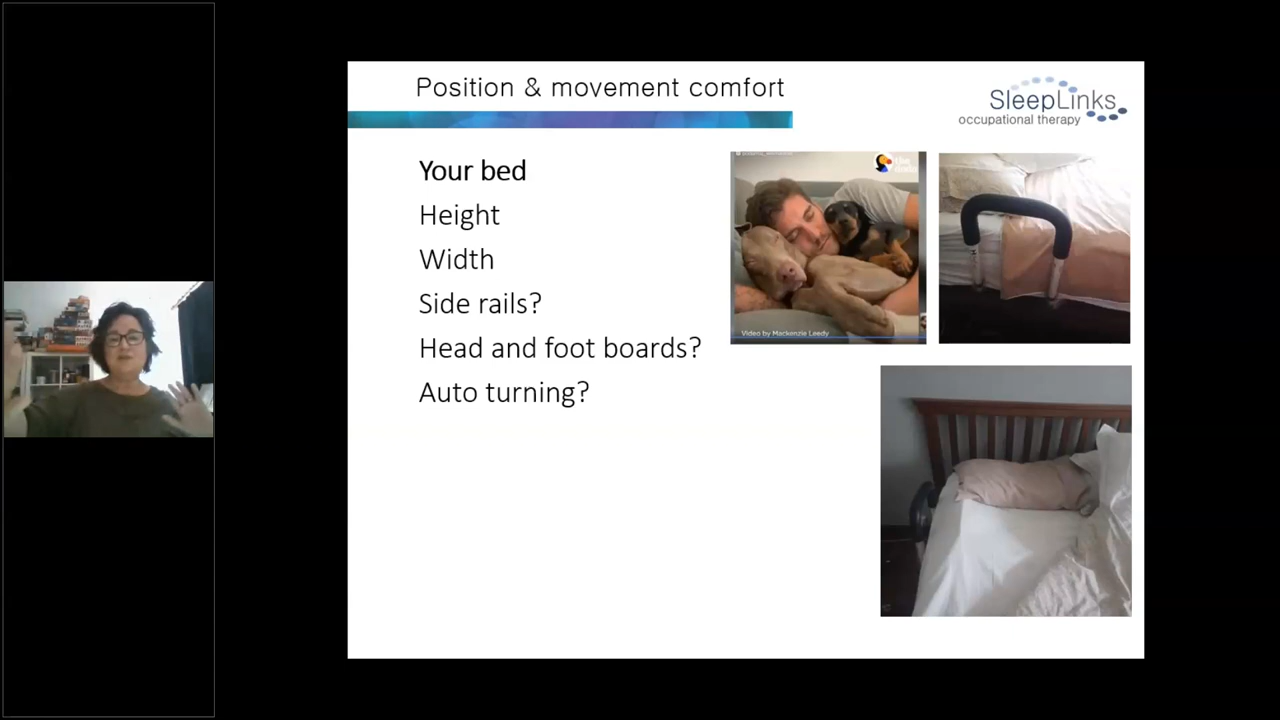 Position & movement comfort
SleepLinks
occupational therapy
Your bed
Height
Width
Side rails?
Head and foot boards?
Auto turning?
the
Video by Mackenzie Leedy